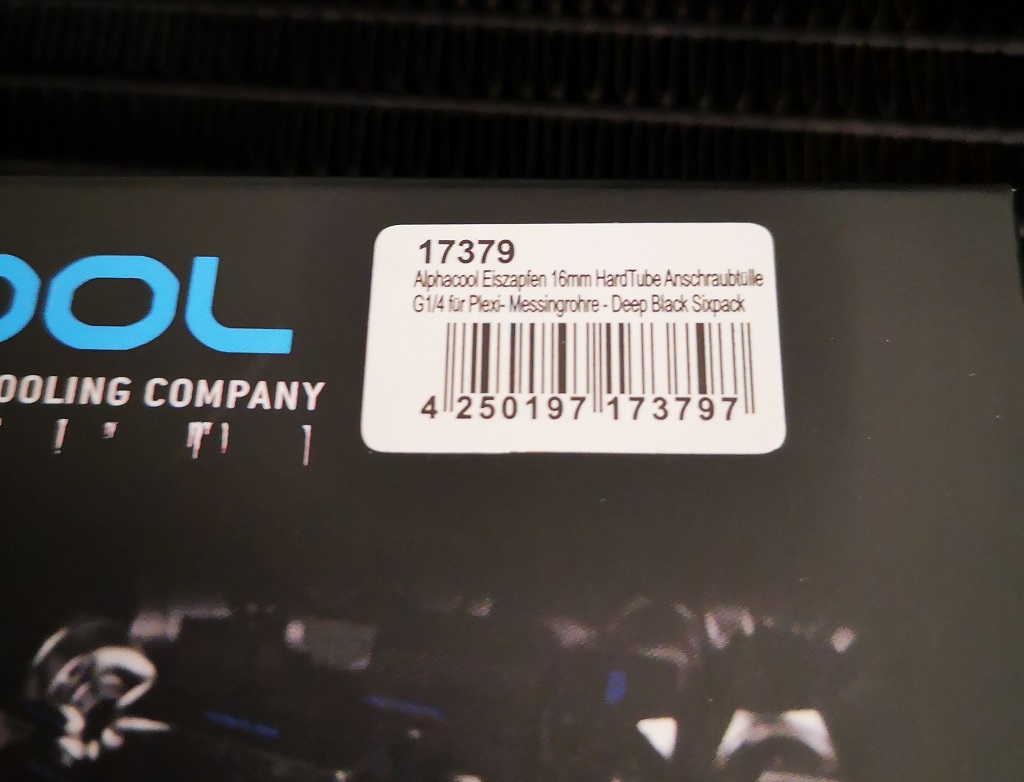 17379
Alphacool Eiszapfen 16mm HardTube Anschraubtülle
G1/4 für Plexi- Messingrohre - Deep Black Sixpack
4 250197 173797
OOL
OOLING COMPANY